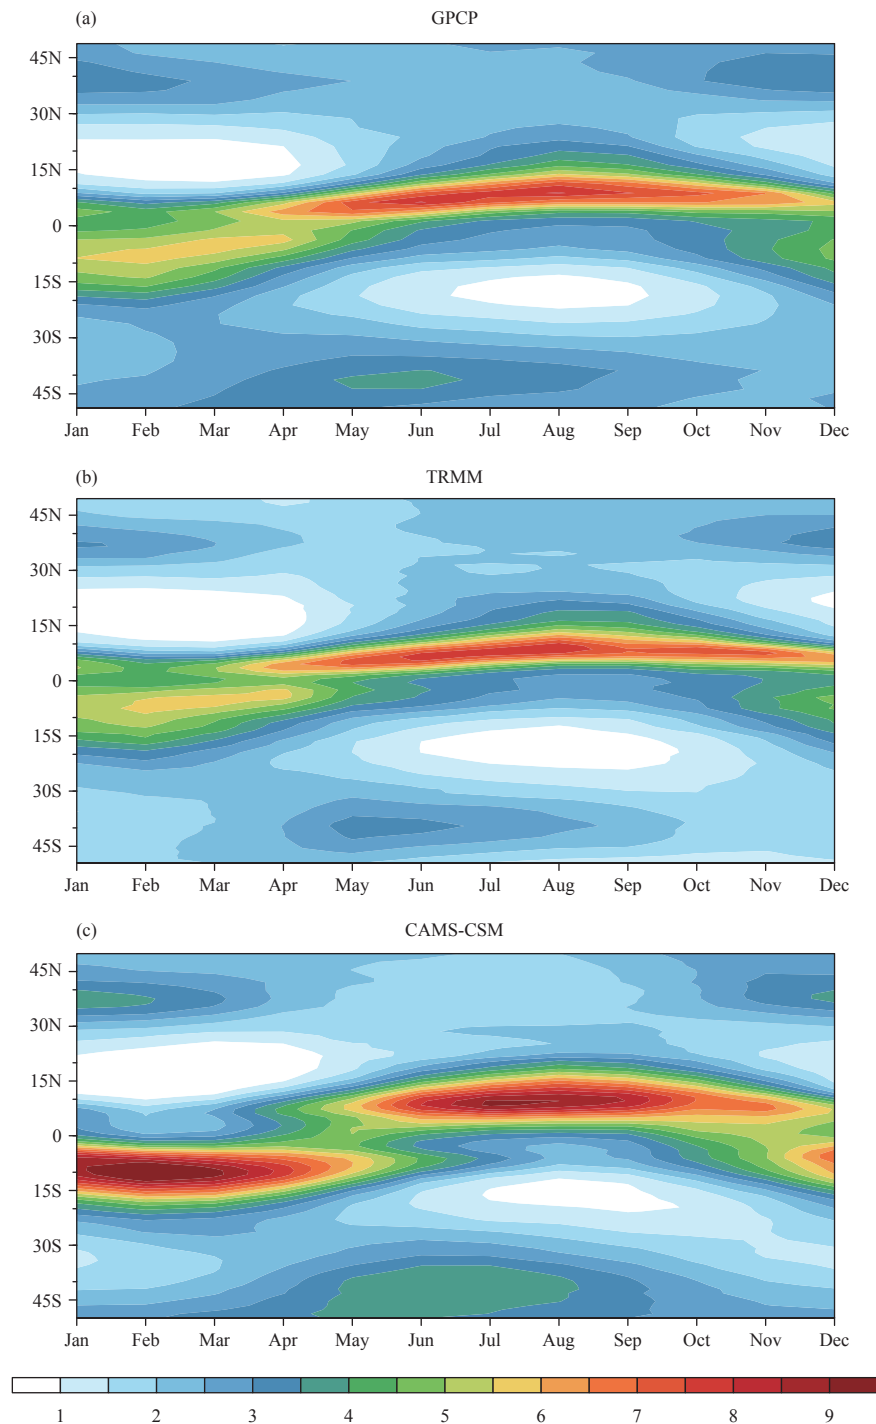 (a) GPCP
45N
30N
15N
0
15S
30S
45S
Jan Feb Mar Apr May Jun Jul Aug Sep Oct Nov Dec
(b) TRMM
45N
30N
15N
0
15S
30S
45S
Jan Feb Mar Apr May Jun Jul Aug Sep Oct Nov Dec
(c) CAMS-CSM
45N
30N
15N
0
15S
30S
45S
Jan Feb Mar Apr May Jun Jul Aug Sep Oct Nov Dec
1 2 3 4 5 6 7 8 9